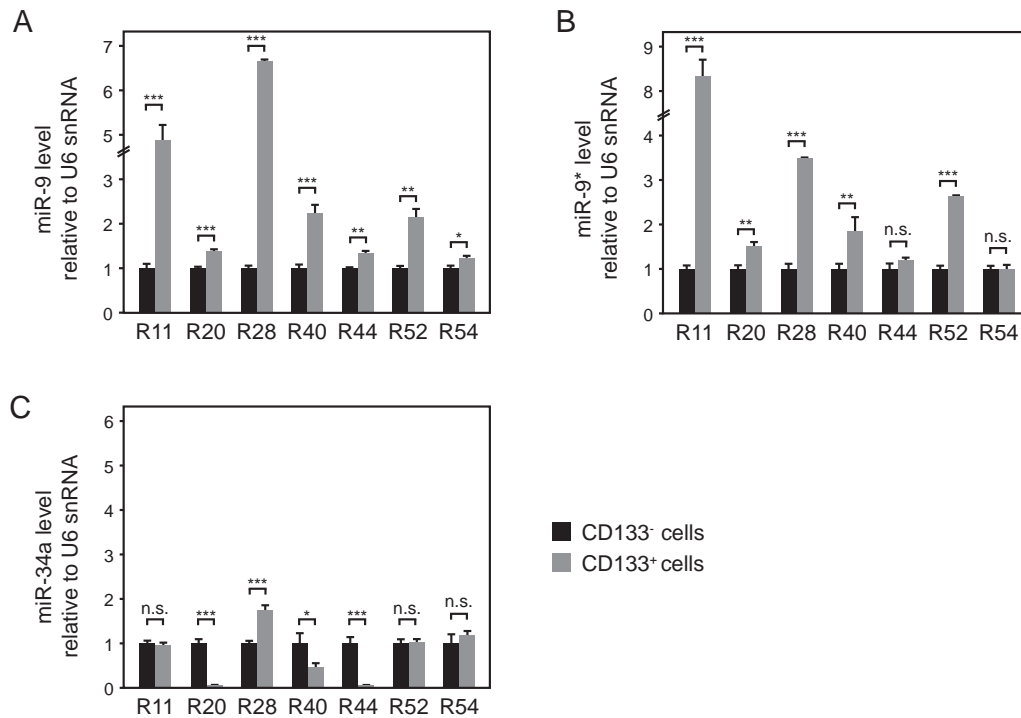 A
miR-9 level
relative to U6 snRNA
7
6
5
2
1
0
***
***
***
***
**
**
*
R11 R20 R28 R40 R44 R52 R54
B
miR-9* level
relative to U6 snRNA
9
8
4
3
2
1
0
***
**
***
**
n.s.
***
n.s.
R11 R20 R28 R40 R44 R52 R54
C
miR-34a level
relative to U6 snRNA
6
5
4
3
2
1
0
n.s.
***
***
*
***
n.s.
n.s.
R11 R20 R28 R40 R44 R52 R54
CD133⁻ cells
CD133⁺ cells